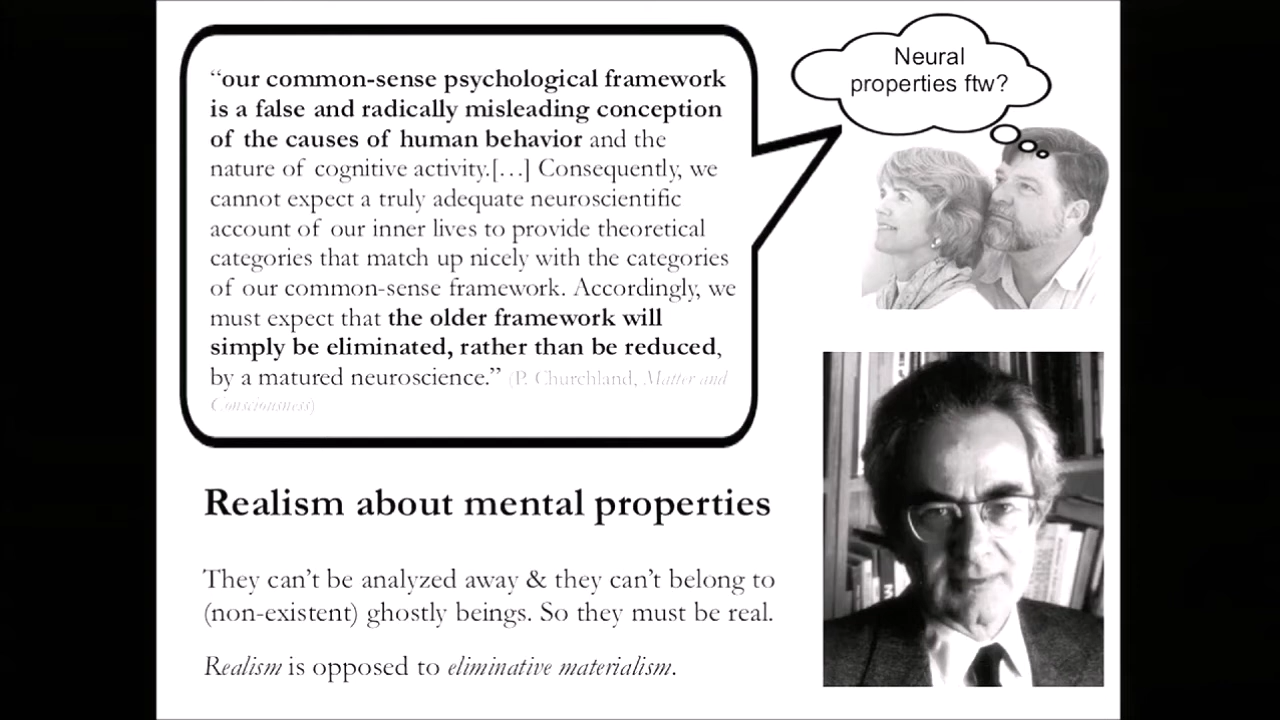 “our common-sense psychological framework
is a false and radically misleading conception
of the causes of human behavior and the
nature of cognitive activity.[…] Consequently, we
cannot expect a truly adequate neuroscientific
account of our inner lives to provide theoretical
categories that match up nicely with the categories
of our common-sense framework. Accordingly, we
must expect that the older framework will
simply be eliminated, rather than be reduced,
by a matured neuroscience.” (P. Churchland, Matter and
Consciousness)
Neural
properties ftw?
Realism about mental properties
They can’t be analyzed away & they can’t belong to
(non-existent) ghostly beings. So they must be real.
Realism is opposed to eliminative materialism.